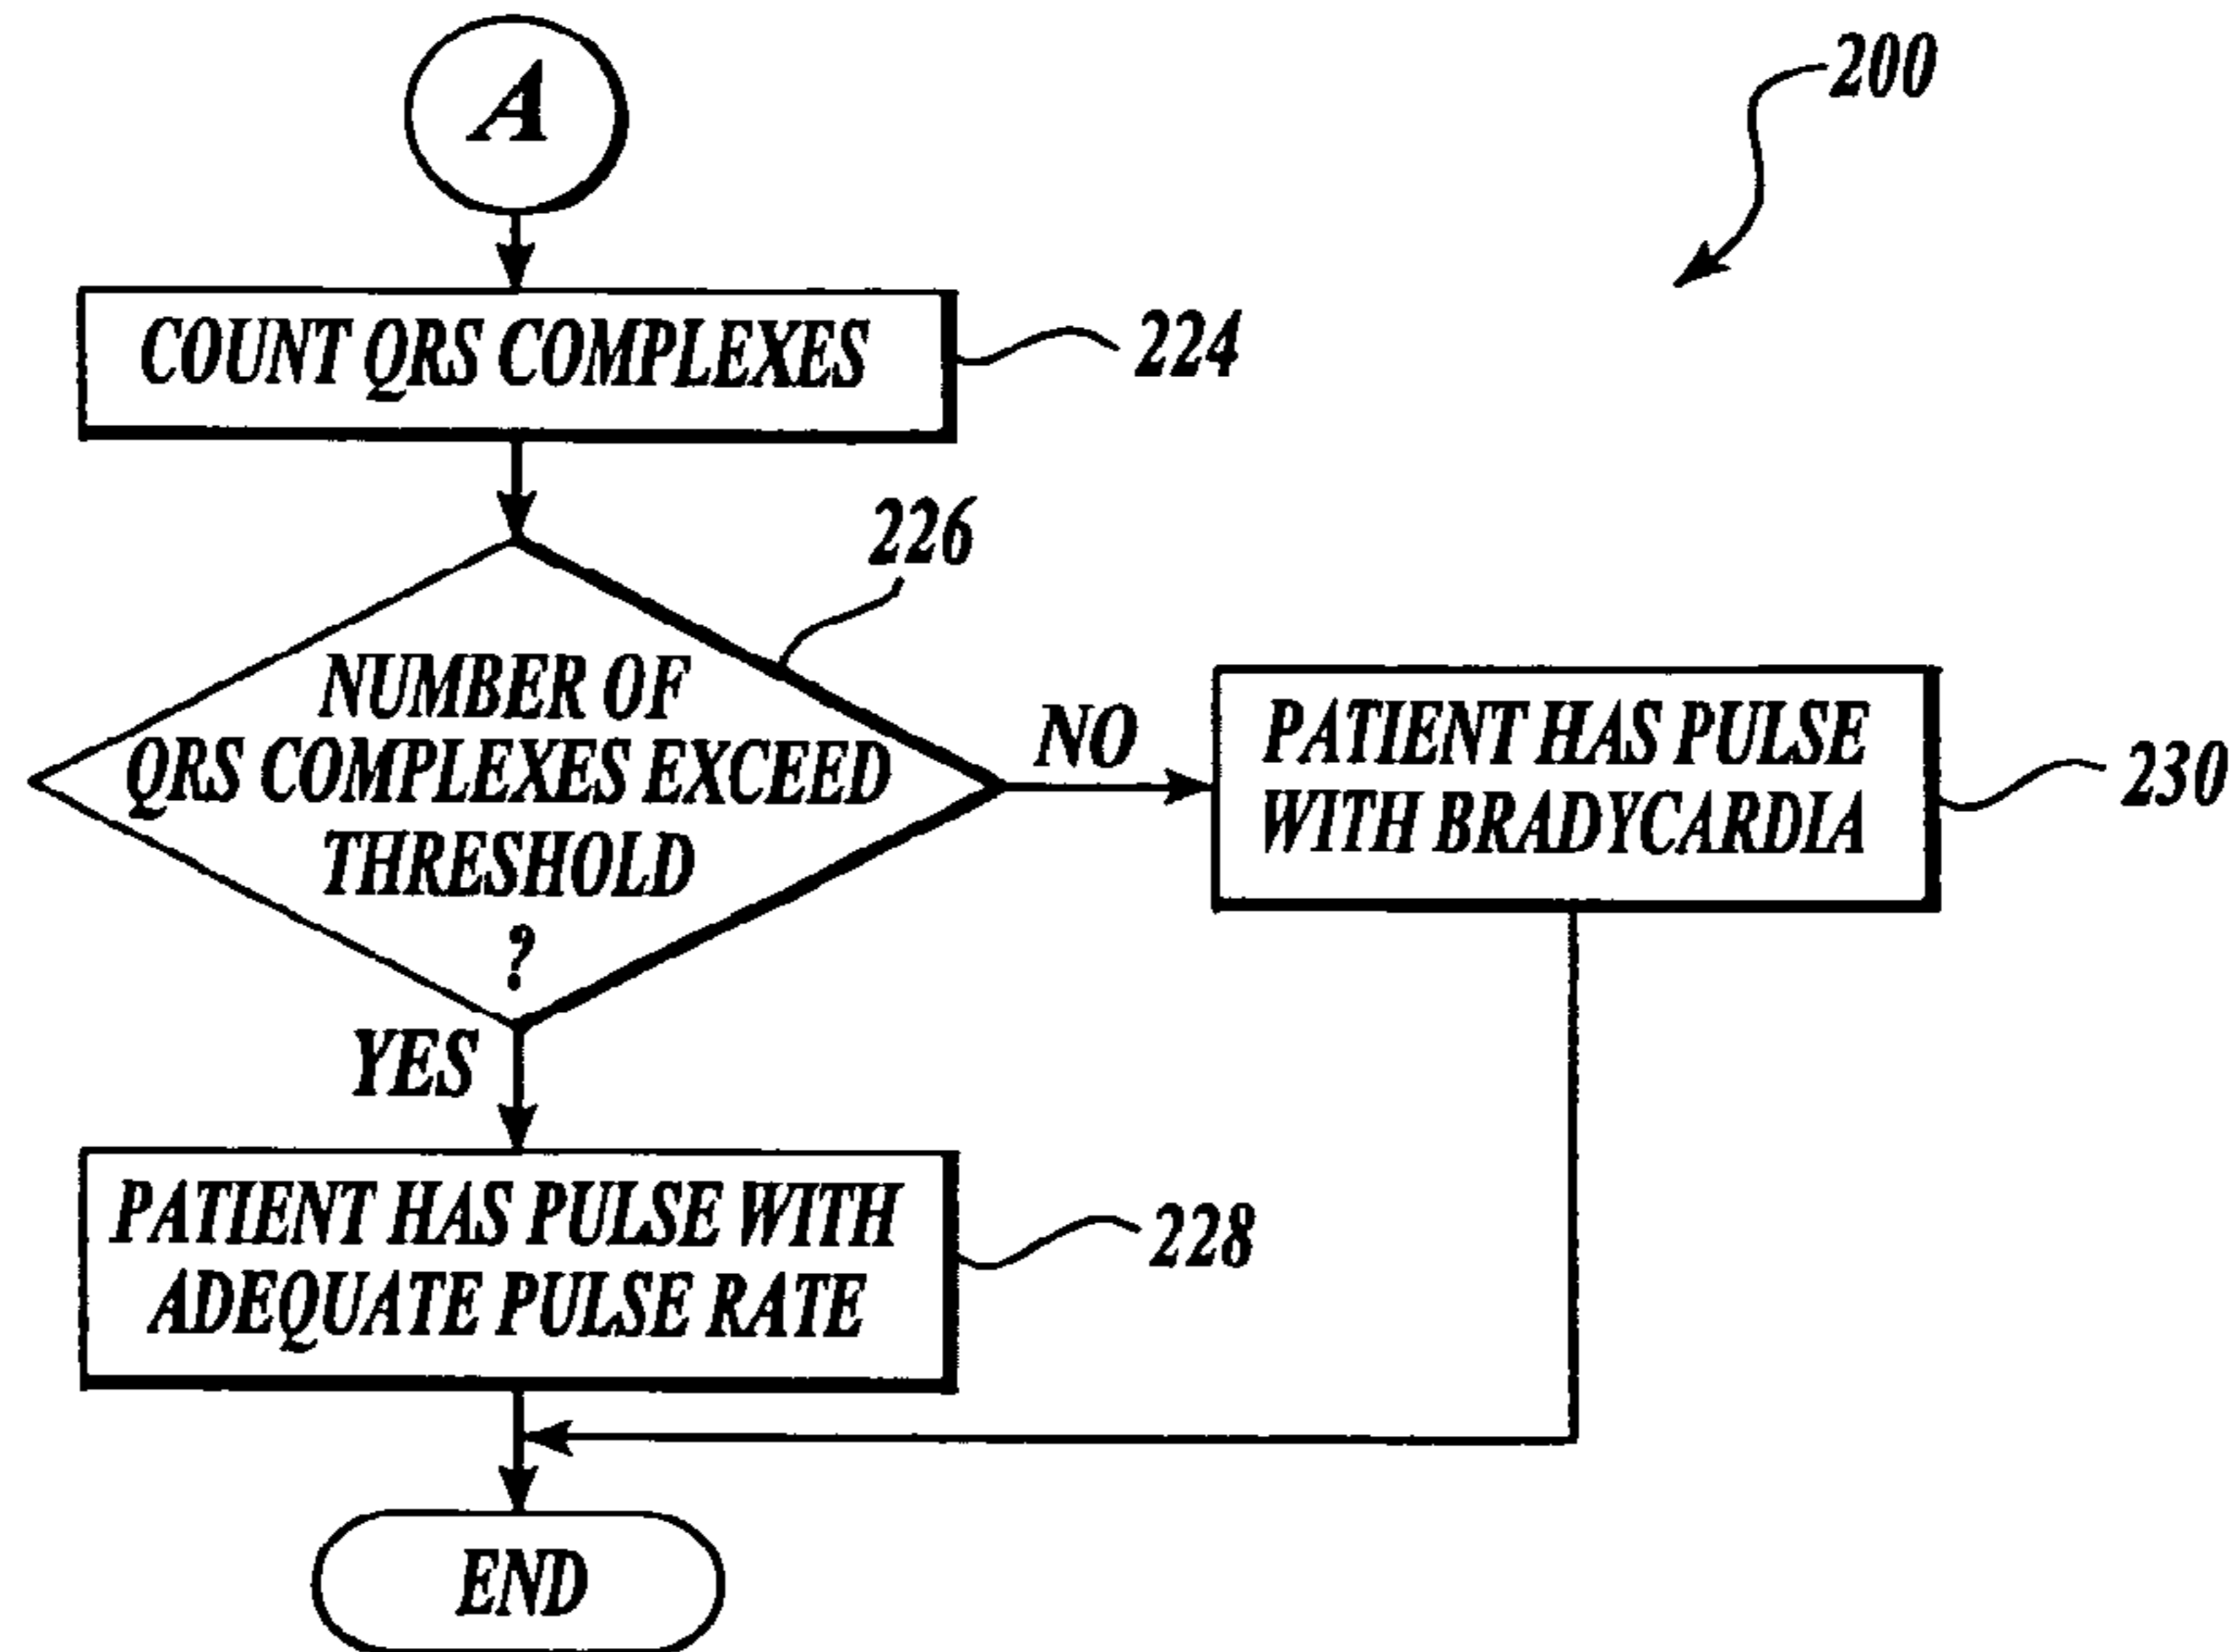 A
200
COUNT QRS COMPLEXES
224
226
NUMBER OF
QRS COMPLEXES EXCEED
THRESHOLD
?
NO
PATIENT HAS PULSE
WITH BRADYCARDIA
230
YES
PATIENT HAS PULSE WITH
ADEQUATE PULSE RATE
228
END